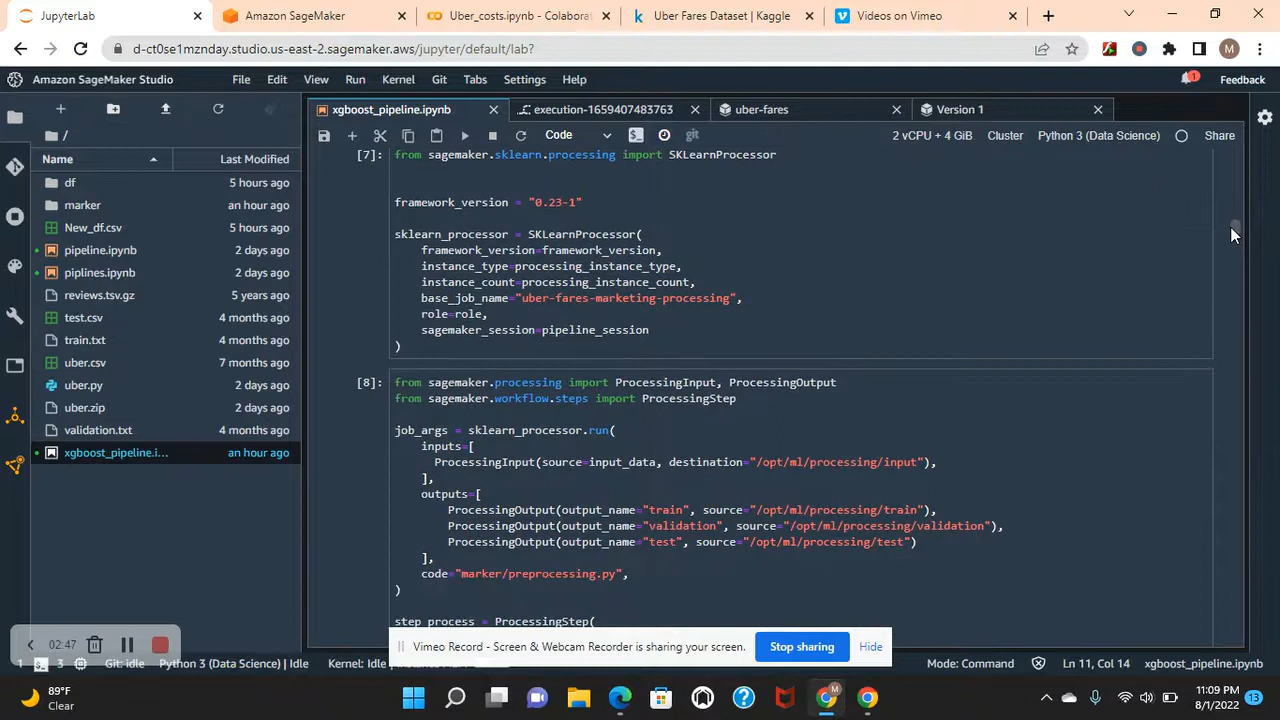 JupyterLab
Amazon SageMaker
Uber_costs.ipynb - Colaborat
Uber Fares Dataset | Kaggle
Videos on Vimeo
d-ct0se1mznday.studio.us-east-2.sagemaker.aws/jupyter/default/lab?
M
Amazon SageMaker Studio
File Edit View Run Kernel Git Tabs Settings Help
1
Feedback
xgboost_pipeline.ipynb
execution-1659407483763
uber-fares
Version 1
/
Code
git
2 vCPU + 4 GiB
Cluster
Python 3 (Data Science)
Share
Name Last Modified
df 5 hours ago
marker an hour ago
New_df.csv 5 hours ago
pipeline.ipynb 2 days ago
piplines.ipynb 2 days ago
reviews.tsv.gz 5 years ago
test.csv 4 months ago
train.txt 4 months ago
uber.csv 7 months ago
uber.py 2 days ago
uber.zip 2 days ago
validation.txt 4 months ago
xgboost_pipeline.i... an hour ago
[7]: from sagemaker.sklearn.processing import SKLearnProcessor
framework_version = "0.23-1"
sklearn_processor = SKLearnProcessor(
framework_version=framework_version,
instance_type=processing_instance_type,
instance_count=processing_instance_count,
base_job_name="uber-fares-marketing-processing",
role=role,
sagemaker_session=pipeline_session
)
[8]: from sagemaker.processing import ProcessingInput, ProcessingOutput
from sagemaker.workflow.steps import ProcessingStep
job_args = sklearn_processor.run(
inputs=[
ProcessingInput(source=input_data, destination="/opt/ml/processing/input"),
],
outputs=[
ProcessingOutput(output_name="train", source="/opt/ml/processing/train"),
ProcessingOutput(output_name="validation", source="/opt/ml/processing/validation"),
ProcessingOutput(output_name="test", source="/opt/ml/processing/test")
],
code="marker/preprocessing.py",
)
step_process = ProcessingStep(
02:47
Vimeo Record - Screen & Webcam Recorder is sharing your screen.
Stop sharing
Hide
1 3 Git: idle Python 3 (Data Science) | Idle Kernel: Idle
Mode: Command Ln 11, Col 14 xgboost_pipeline.ipynb
89°F
Clear
M
11:09 PM
8/1/2022
13